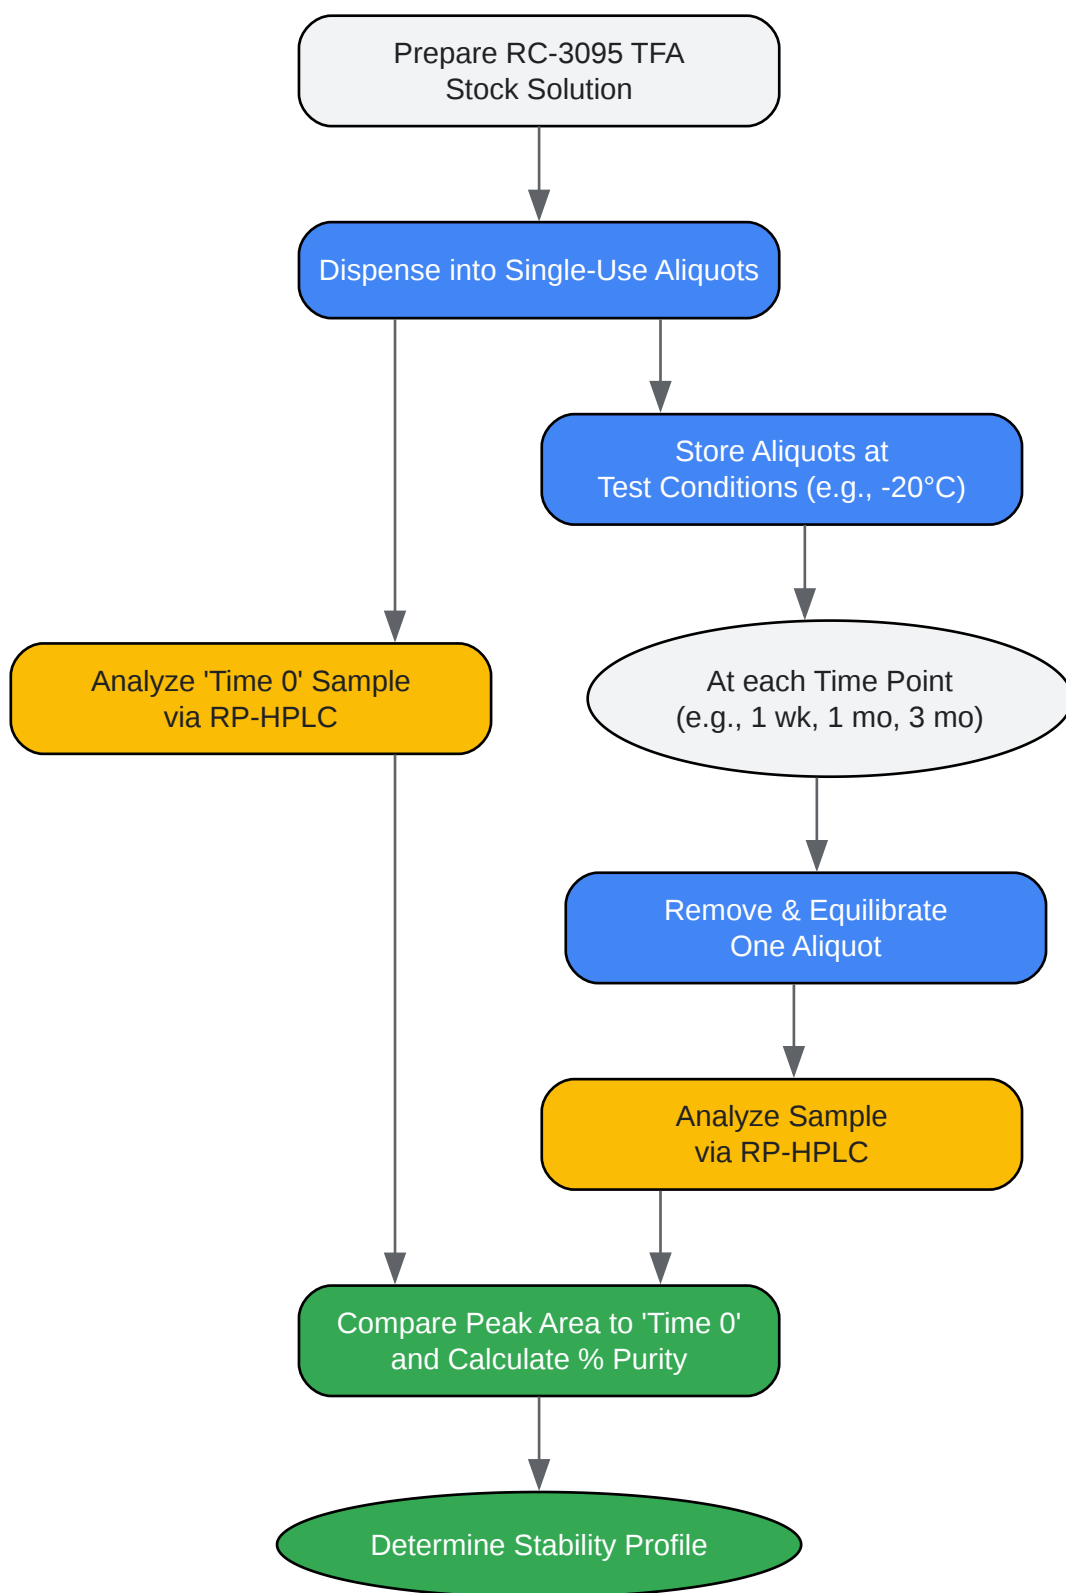 Prepare RC-3095 TFA
Stock Solution
Dispense into Single-Use Aliquots
Store Aliquots at
Test Conditions (e.g., -20°C)
Analyze 'Time 0' Sample
via RP-HPLC
At each Time Point
(e.g., 1 wk, 1 mo, 3 mo)
Remove & Equilibrate
One Aliquot
Analyze Sample
via RP-HPLC
Compare Peak Area to 'Time 0'
and Calculate % Purity
Determine Stability Profile